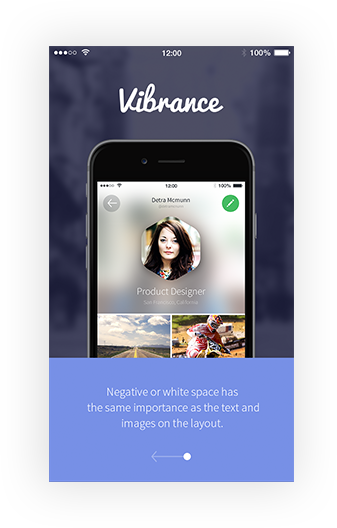 12:00
100%
Vibrance
12:00
100%
Detra Mcmunn
Product Designer
San Francisco, California
Negative or white space has
the same importance as the text and
images on the layout.